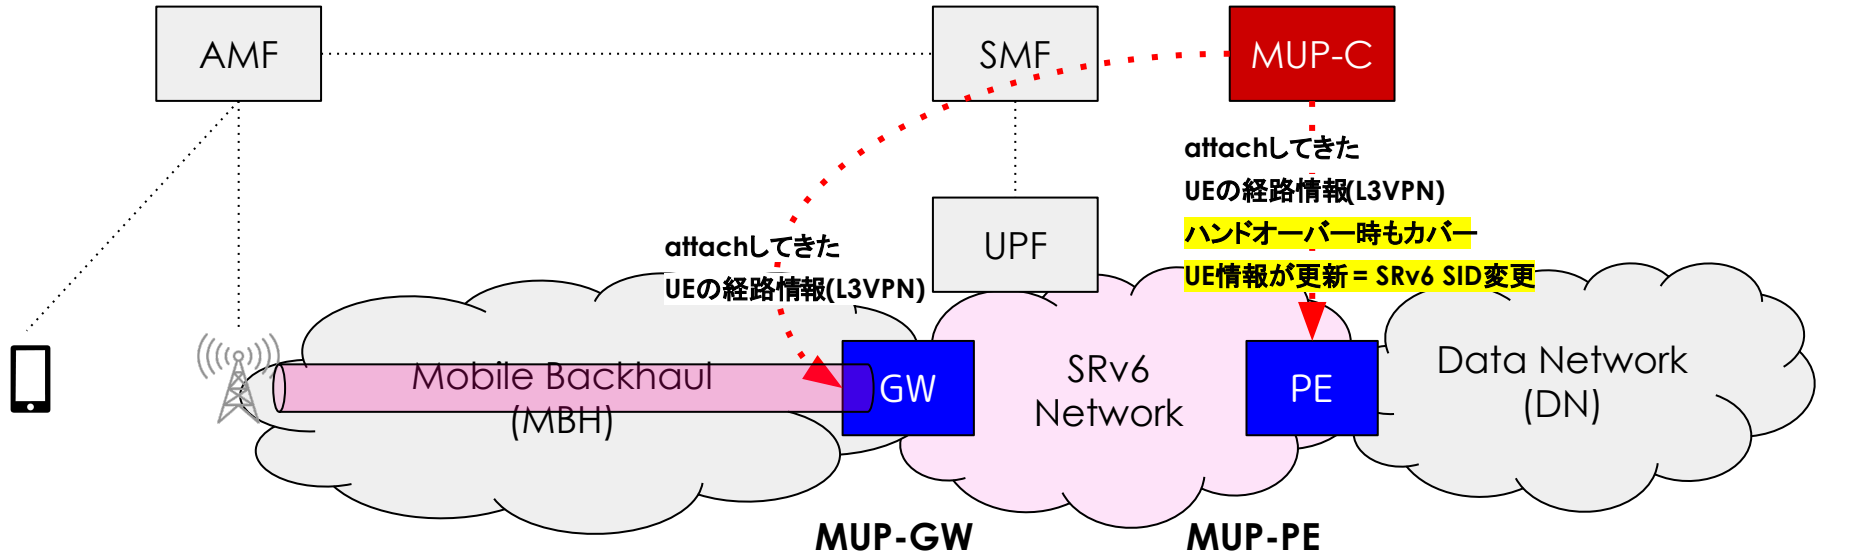 AMF
SMF
MUP-C
attachしてきた
UEの経路情報(L3VPN)
ハンドオーバー時もカバー
UE情報が更新 = SRv6 SID変更
attachしてきた
UEの経路情報(L3VPN)
UPF
Mobile Backhaul
(MBH)
GW
SRv6
Network
PE
Data Network
(DN)
MUP-GW
MUP-PE